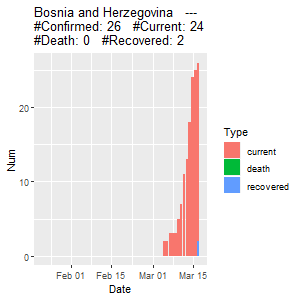 Bosnia and Herzegovina   ---
#Confirmed: 26   #Current: 24
#Death: 0   #Recovered: 2
Num
20
10
0
Feb 01
Feb 15
Mar 01
Mar 15
Date
Type
current
death
recovered